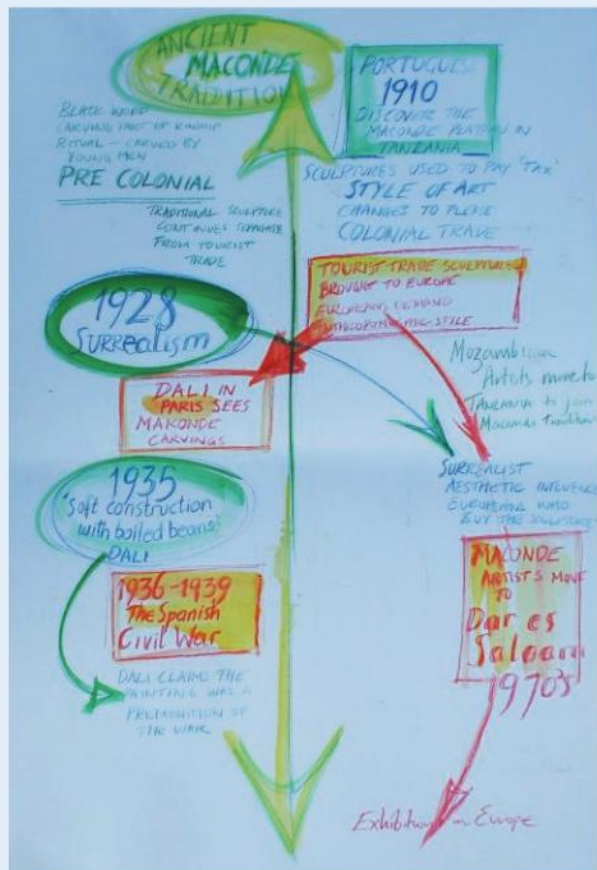 ANCIENT
MACONDE
TRADITION
BLACK WOOD
CARVING PART OF
RITUAL – CARVED BY
YOUNG MEN
PRE COLONIAL
PORTUGUESE
1910
DISCOVER THE
MACONDE PLATEAU IN
TANZANIA
SCULPTURES USED TO PAY 'TAX'
STYLE OF ART
CHANGES TO PLEASE
COLONIAL TRADE
TRADITIONAL SCULPTURE
CONTINUES SEPARATE
FROM TOURIST
TRADE
TOURIST TRADE SCULPTURES
BROUGHT TO EUROPE
EUROPEANS DEMAND
STYLE
1928
SURREALISM
DALI IN
PARIS SEES
MAKONDE
CARVINGS
Mozambican
Artists move to
TANZANIA to join
Maconde Tradition
SURREALIST
AESTHETIC INFLUENCE
EUROPEANS WHO
BUY THE SCULPTURE
1935
"Soft construction
with boiled beans"
DALI
1936-1939
The Spanish
Civil War
DALI CLAIMS THE
PAINTING WAS A
PREMONITION OF
THE WAR
MACONDE
ARTISTS MOVE
TO
Dar es
Salaam
1970's
Exhibitions in Europe